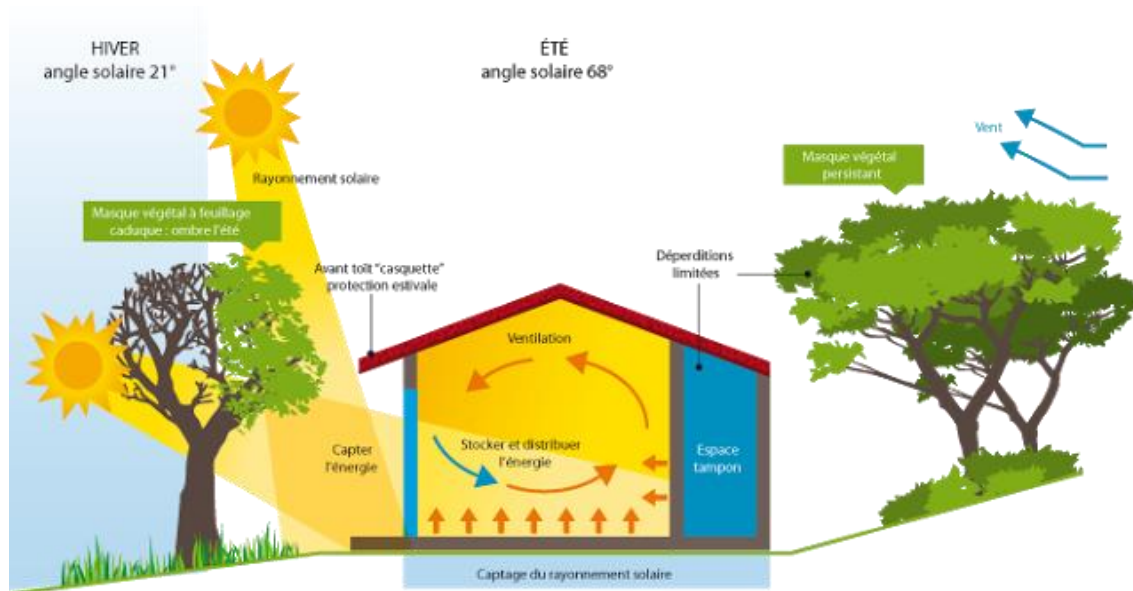 HIVER
angle solaire 21°
ÉTÉ
angle solaire 68°
Vent
Masque végétal
persistant
Rayonnement solaire
Masque végétal à feuillage
caduque : ombre l'été
Avant toît "casquette"
protection estivale
Déperditions
limitées
Ventilation
Capter
l'énergie
Stocker et distribuer
l'énergie
Espace
tampon
Captage du rayonnement solaire